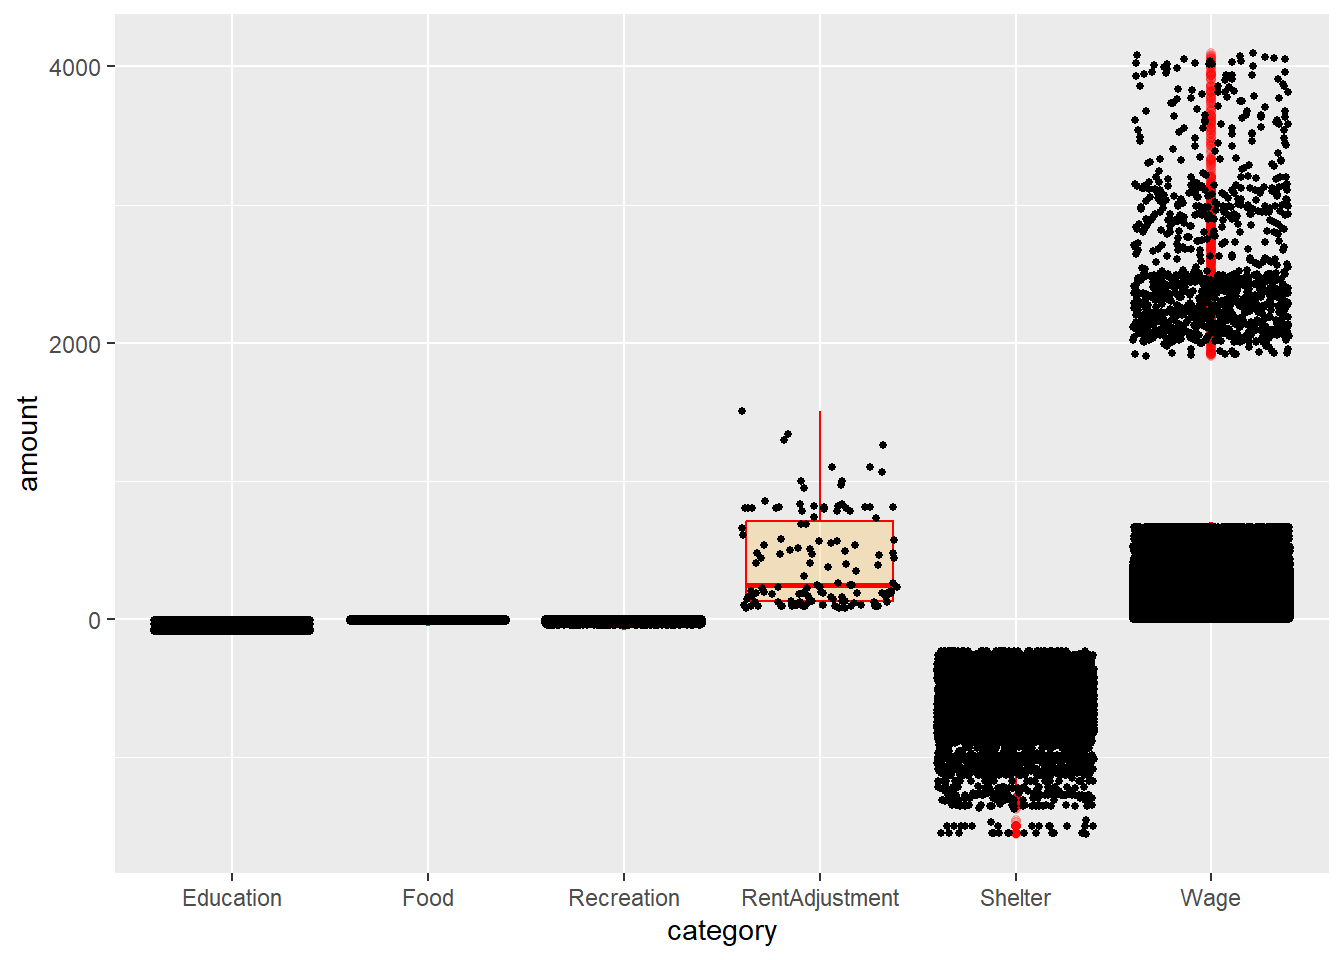 4000
2000
0
amount
Education Food Recreation RentAdjustment Shelter Wage
category